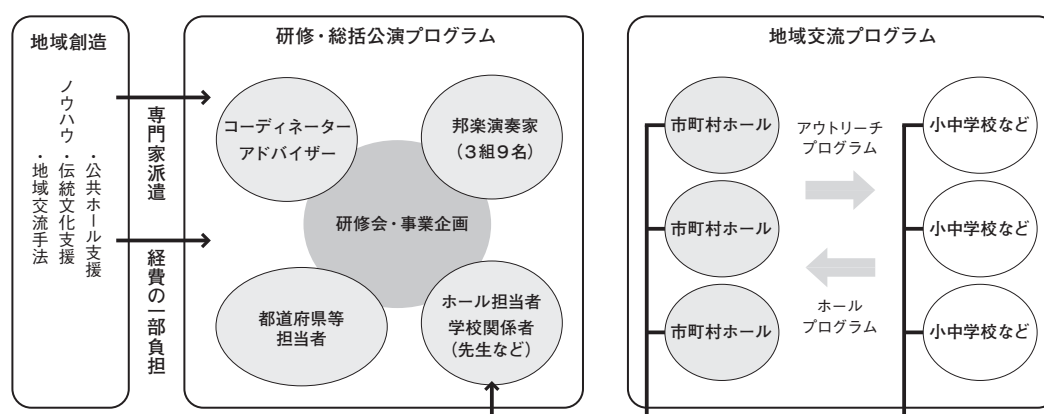 地域創造
ノウハウ
・公共ホール支援
・伝統文化支援
・地域交流手法
専門家派遣
経費の一部負担
研修・総括公演プログラム
コーディネーター
アドバイザー
邦楽演奏家
（3組9名）
研修会・事業企画
都道府県等
担当者
ホール担当者
学校関係者
（先生など）
地域交流プログラム
市町村ホール
市町村ホール
市町村ホール
アウトリーチ
プログラム
ホール
プログラム
小中学校など
小中学校など
小中学校など